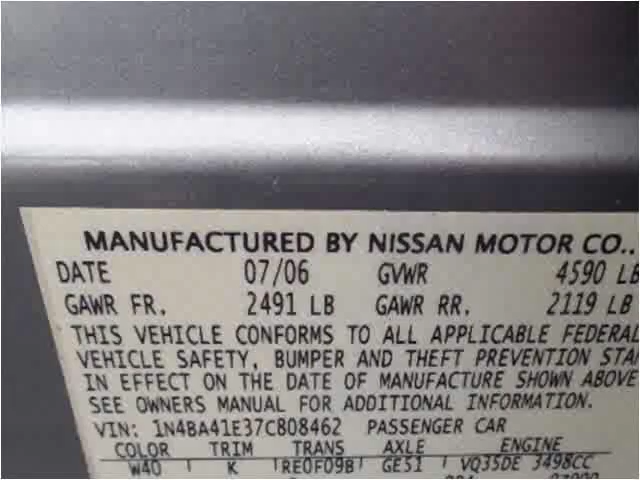 MANUFACTURED BY NISSAN MOTOR CO..
DATE 07/06 GVWR 4590 LB
GAWR FR. 2491 LB GAWR RR. 2119 LB
THIS VEHICLE CONFORMS TO ALL APPLICABLE FEDERAL
VEHICLE SAFETY, BUMPER AND THEFT PREVENTION STA
IN EFFECT ON THE DATE OF MANUFACTURE SHOWN ABOVE
SEE OWNERS MANUAL FOR ADDITIONAL INFORMATION.
VIN: 1N4BA41E37C808462 PASSENGER CAR
COLOR TRIM TRANS AXLE ENGINE
W40 K RE0F09B GE51 VQ35DE 3498CC